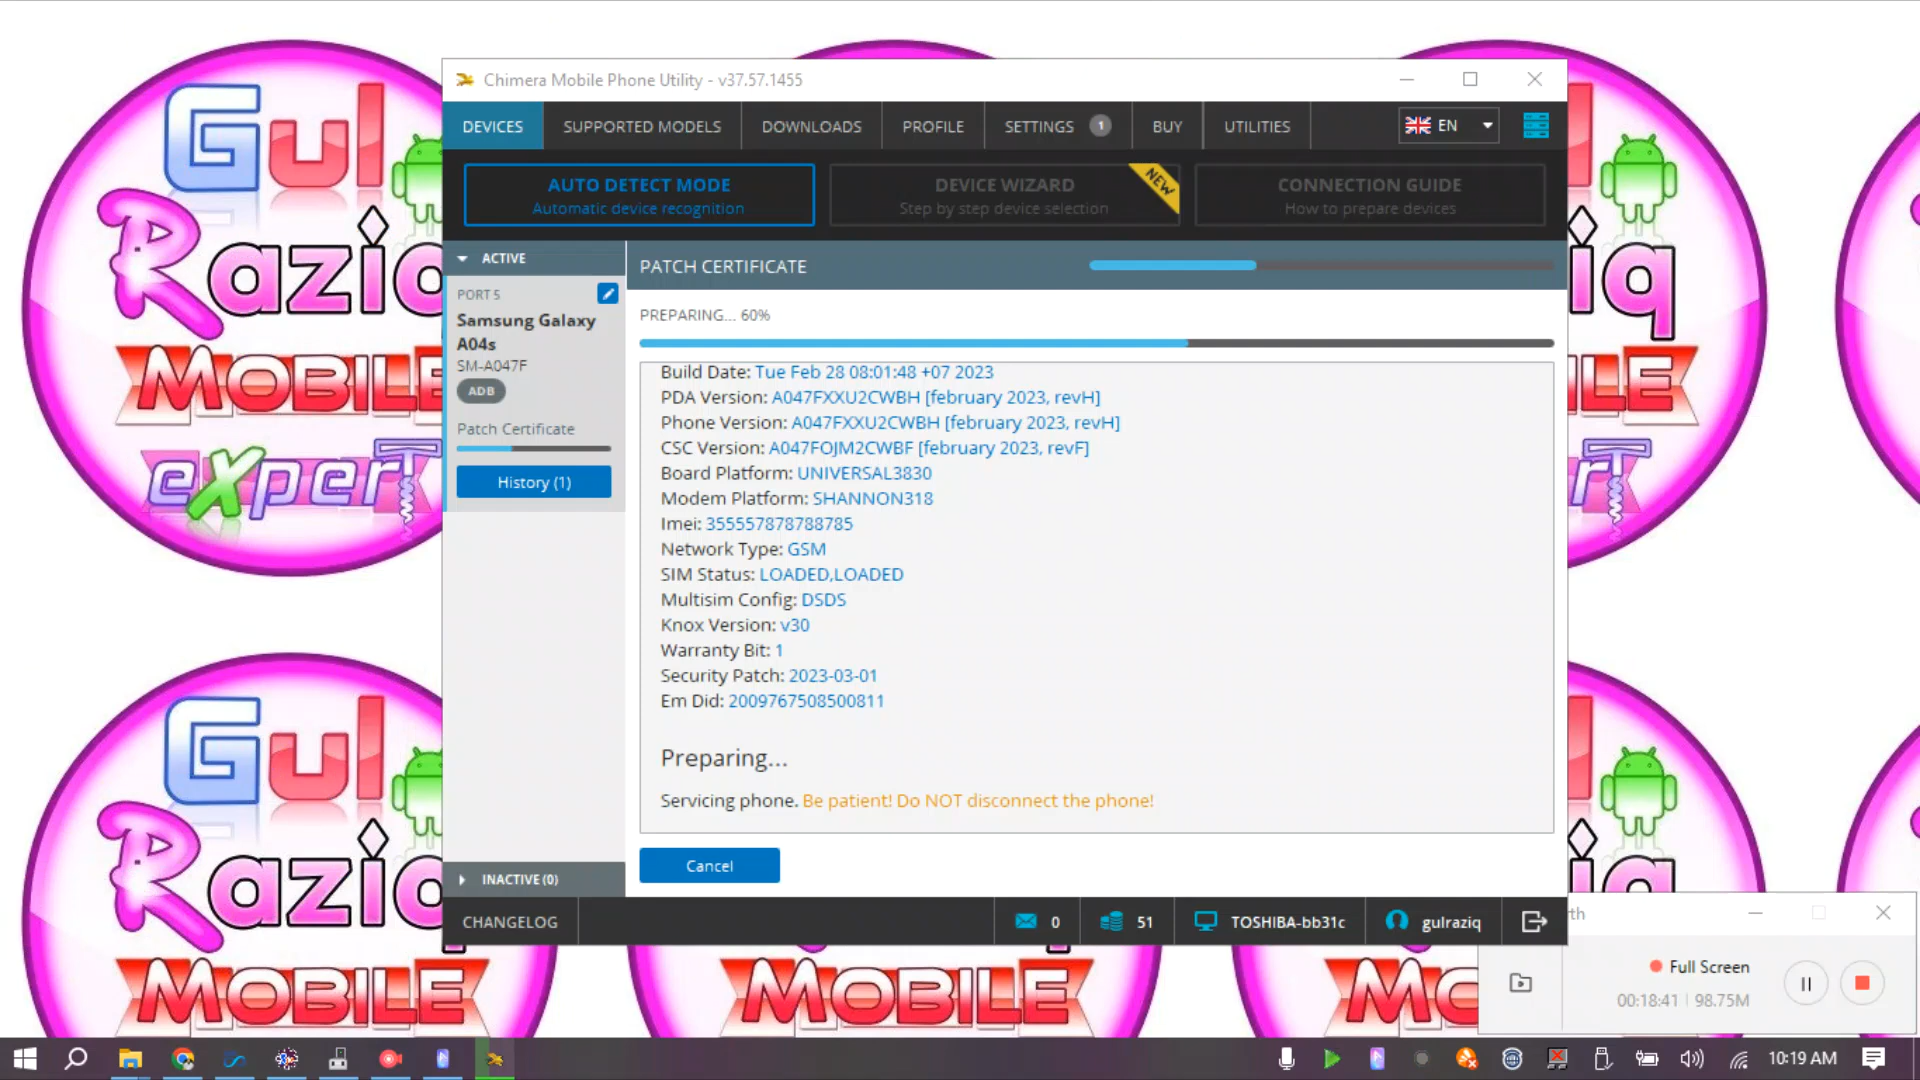 Gul
Raziq
MOBILE
eXperT
Chimera Mobile Phone Utility - v37.57.1455
DEVICES
SUPPORTED MODELS
DOWNLOADS
PROFILE
SETTINGS 1
BUY
UTILITIES
EN
AUTO DETECT MODE
Automatic device recognition
DEVICE WIZARD
Step by step device selection
NEW
CONNECTION GUIDE
How to prepare devices
ACTIVE
PORT 5
Samsung Galaxy
A04s
SM-A047F
ADB
Patch Certificate
History (1)
INACTIVE (0)
PATCH CERTIFICATE
PREPARING... 60%
Build Date: Tue Feb 28 08:01:48 +07 2023
PDA Version: A047FXXU2CWBH [february 2023, revH]
Phone Version: A047FXXU2CWBH [february 2023, revH]
CSC Version: A047FOJM2CWBF [february 2023, revF]
Board Platform: UNIVERSAL3830
Modem Platform: SHANNON318
Imei: 355557878788785
Network Type: GSM
SIM Status: LOADED,LOADED
Multisim Config: DSDS
Knox Version: v30
Warranty Bit: 1
Security Patch: 2023-03-01
Em Did: 2009767508500811
Preparing...
Servicing phone. Be patient! Do NOT disconnect the phone!
Cancel
CHANGELOG
0
51
TOSHIBA-bb31c
gulraziq
Gul
Raziq
MOBILE
MOBILE
rth
Full Screen
00:18:41 | 98.75M
10:19 AM